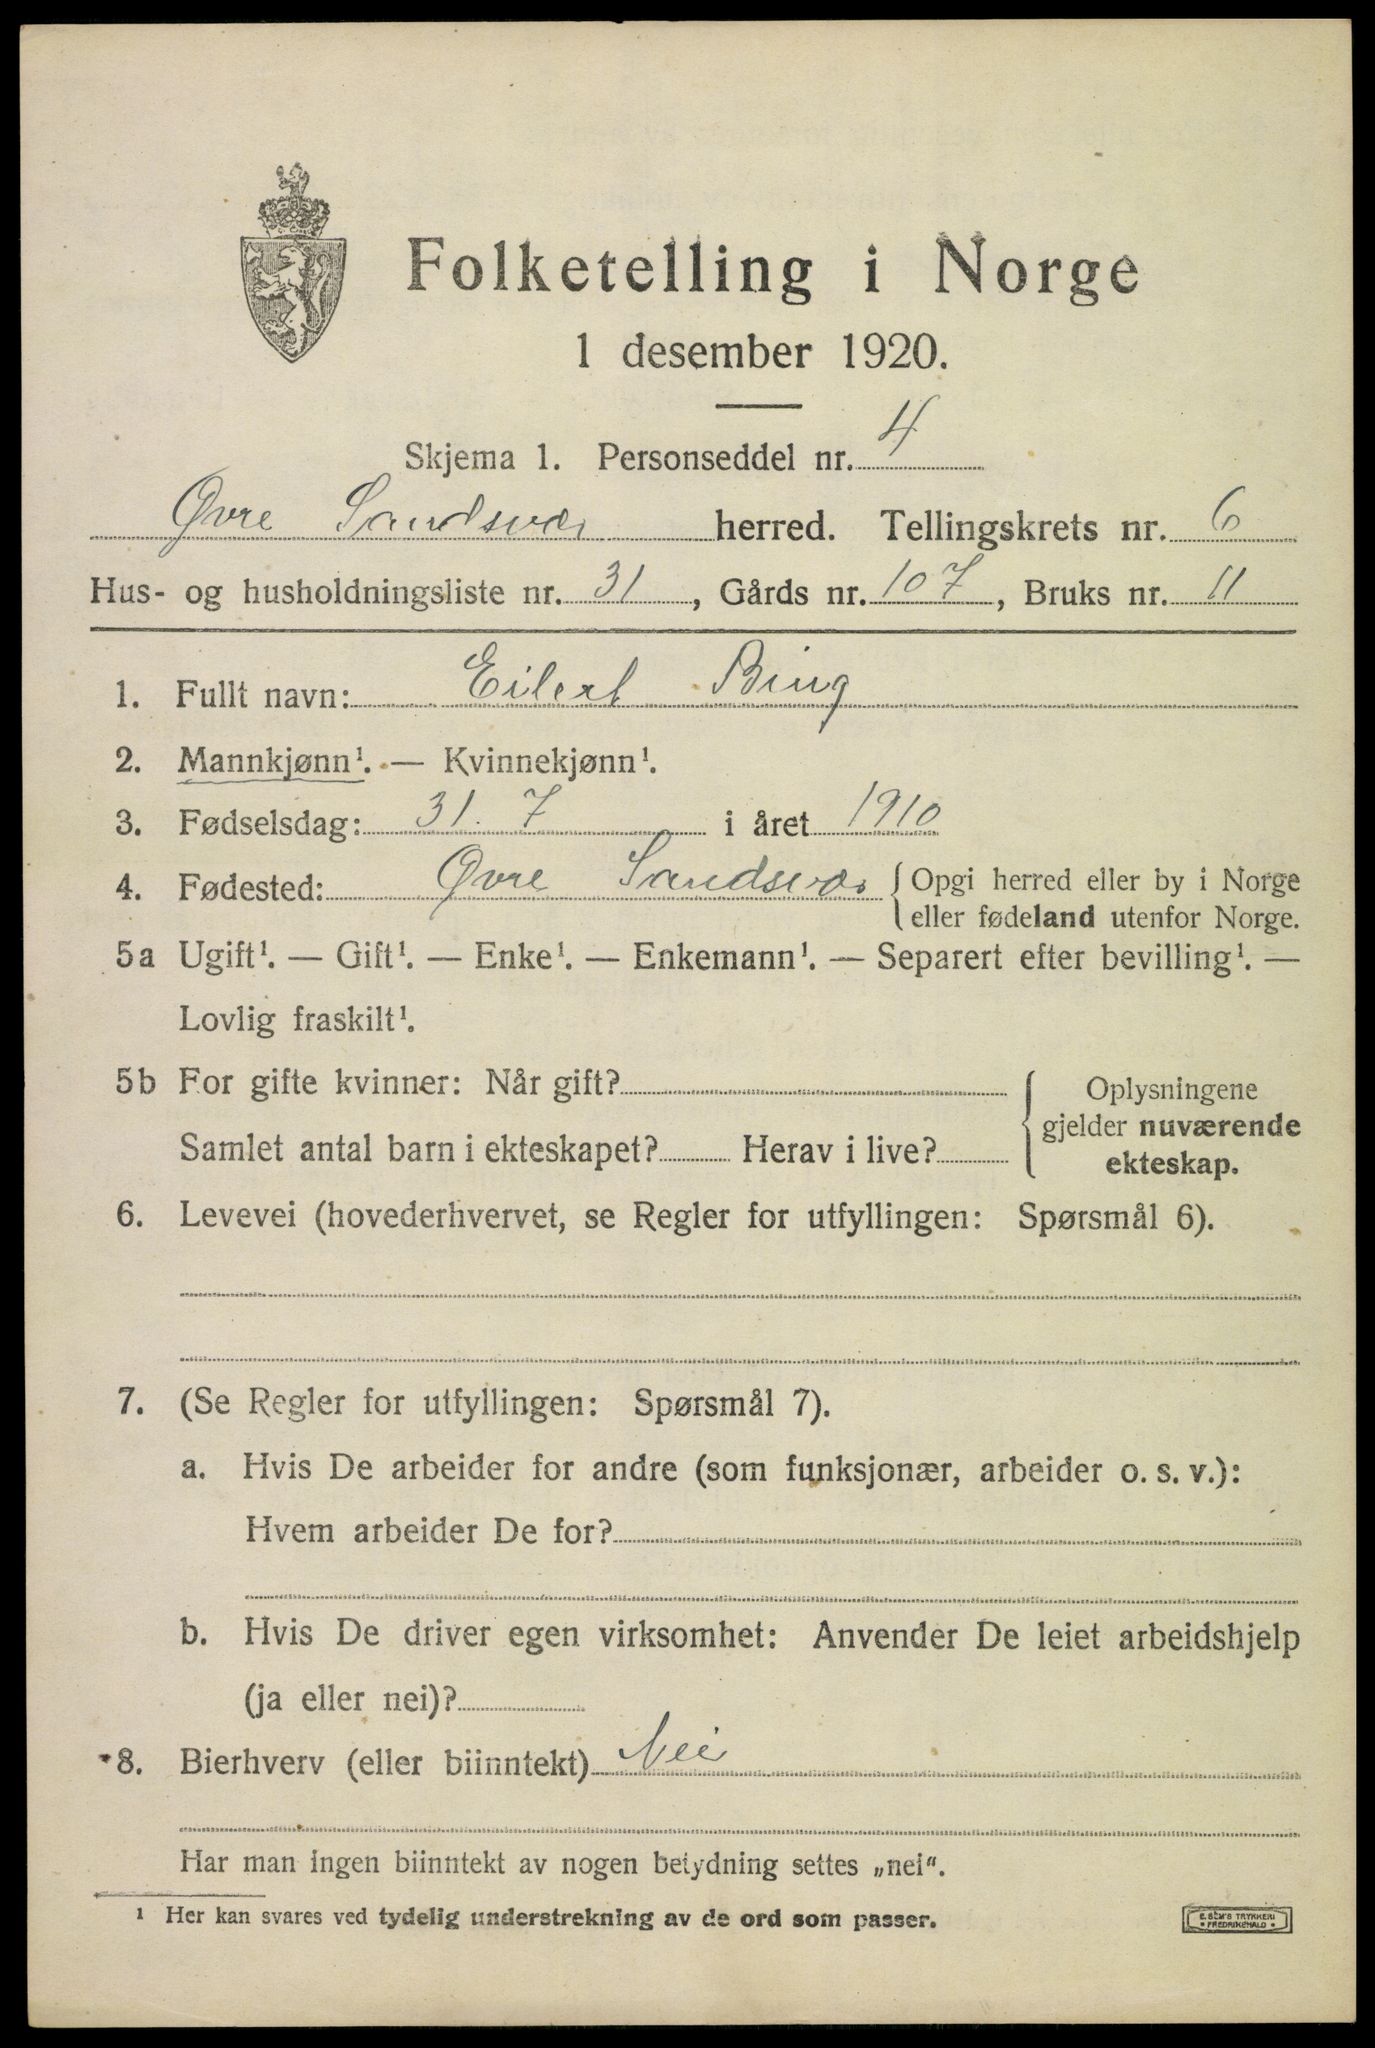 Folketelling i Norge
1 desember 1920.
Skjema 1. Personseddel nr. 4
Øvre Sandsvær herred. Tellingskrets nr. 6
Hus- og husholdningsliste nr. 31, Gårds nr. 107, Bruks nr. 11
1. Fullt navn: Eilert Bing
2. Mannkjønn¹. — Kvinnekjønn¹.
3. Fødselsdag: 31. 7 i året 1910
4. Fødested: Øvre Sandsvær { Opgi herred eller by i Norge
eller fødeland utenfor Norge.
5a Ugift¹. — Gift¹. — Enke¹. — Enkemann¹. — Separert efter bevilling¹. —
Lovlig fraskilt¹.
5b For gifte kvinner: Når gift?
Samlet antal barn i ekteskapet? Herav i live?
{ Oplysningene
gjelder nuværende
ekteskap.
6. Levevei (hovederhvervet, se Regler for utfyllingen: Spørsmål 6).
7. (Se Regler for utfyllingen: Spørsmål 7).
a. Hvis De arbeider for andre (som funksjonær, arbeider o. s. v.):
Hvem arbeider De for?
b. Hvis De driver egen virksomhet: Anvender De leiet arbeidshjelp
(ja eller nei)?
8. Bierhverv (eller biinntekt) Nei
Har man ingen biinntekt av nogen betydning settes „nei“.
¹ Her kan svares ved tydelig understrekning av de ord som passer.
E. SEM'S TRYKKERI
• FREDRIKSHALD •